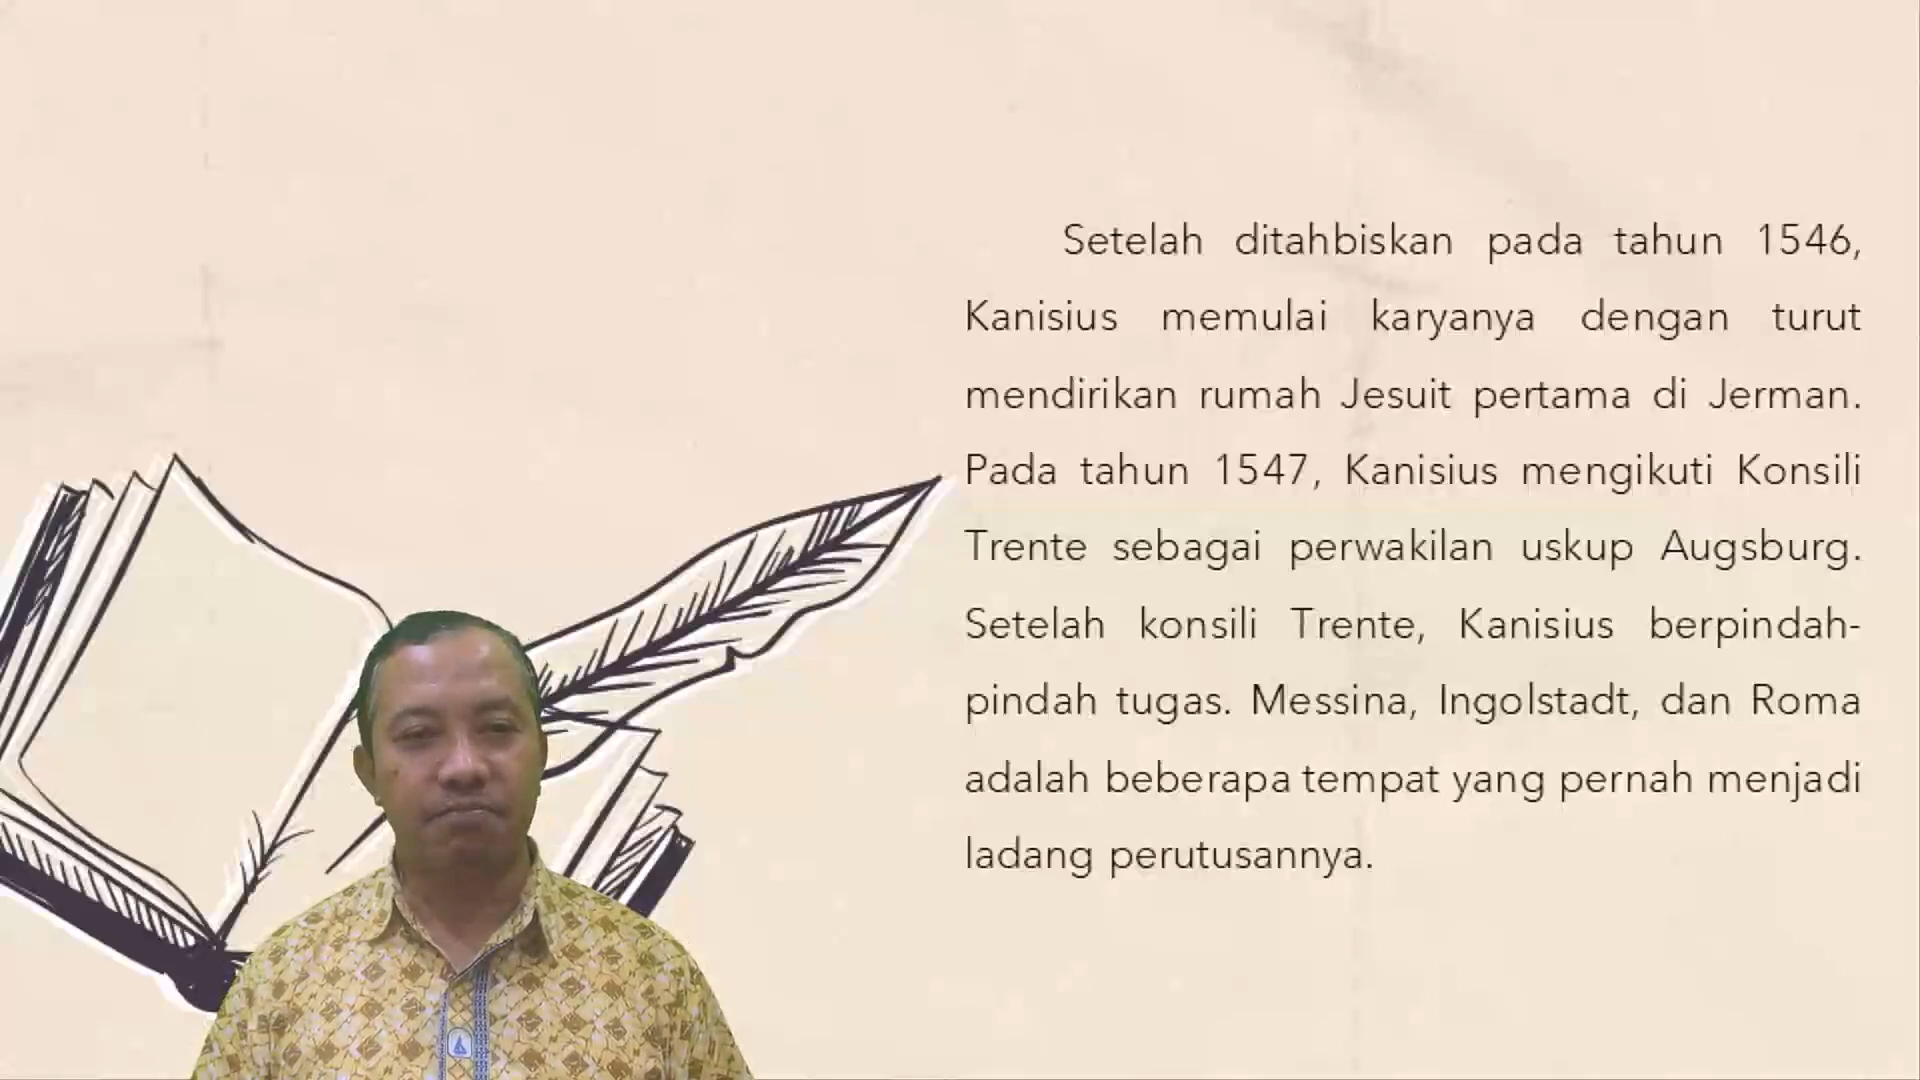 Setelah ditahbiskan pada tahun 1546,
Kanisius memulai karyanya dengan turut
mendirikan rumah Jesuit pertama di Jerman.
Pada tahun 1547, Kanisius mengikuti Konsili
Trente sebagai perwakilan uskup Augsburg.
Setelah konsili Trente, Kanisius berpindah-
pindah tugas. Messina, Ingolstadt, dan Roma
adalah beberapa tempat yang pernah menjadi
ladang perutusannya.